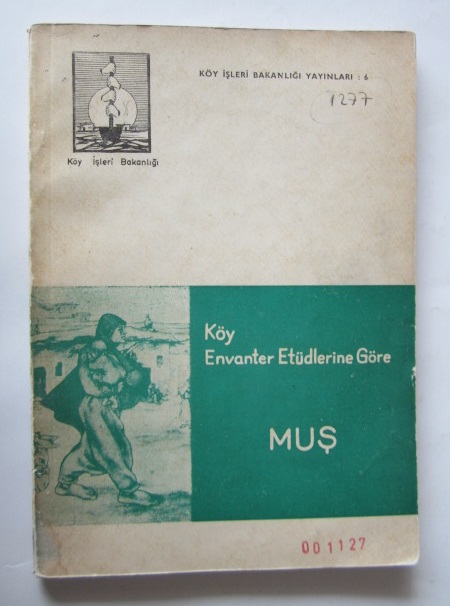 KÖY İŞLERİ BAKANLIĞI YAYINLARI : 6
1277
Köy İşleri Bakanlığı
Köy
Envanter Etüdlerine Göre
MUŞ
001127